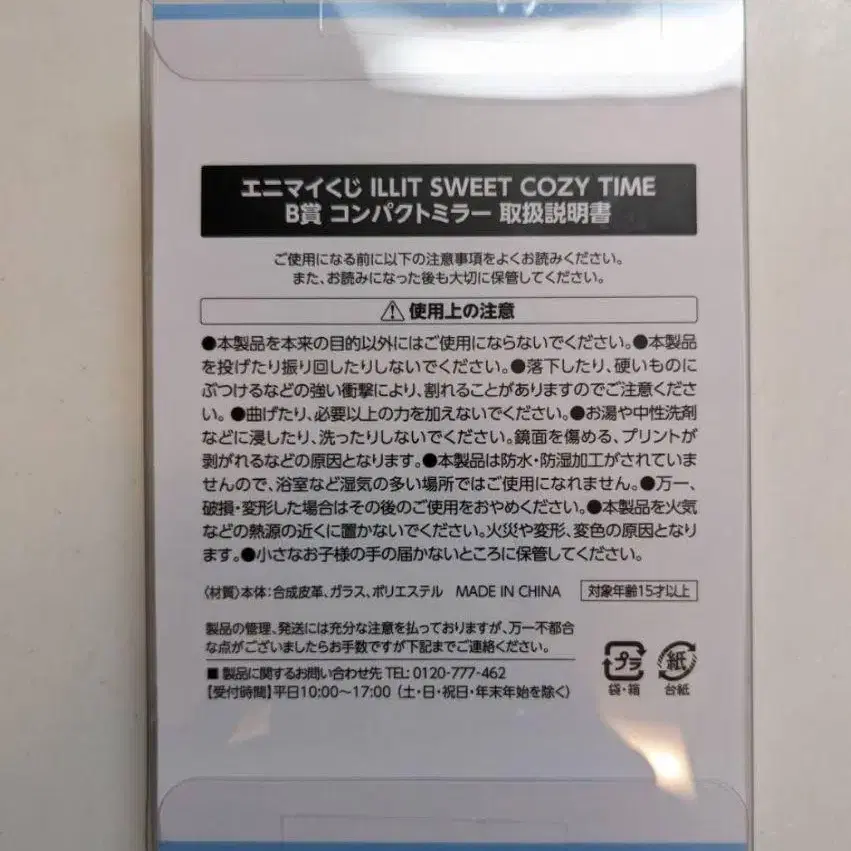 エニマイくじ ILLIT SWEET COZY TIME
B賞 コンパクトミラー 取扱説明書
ご使用になる前に以下の注意事項をよくお読みください。
また、お読みになった後も大切に保管してください。
⚠使用上の注意
●本製品を本来の目的以外にはご使用にならないでください。●本製品
を投げたり振り回したりしないでください。●落下したり、硬いものに
ぶつけるなどの強い衝撃により、割れることがありますのでご注意くださ
い。●曲げたり、必要以上の力を加えないでください。●お湯や中性洗剤
などに浸したり、洗ったりしないでください。鏡面を傷める、プリントが
剥がれるなどの原因となります。●本製品は防水・防湿加工がされていま
せんので、浴室など湿気の多い場所ではご使用になれません。●万一、
破損・変形した場合はその後のご使用をおやめください。●本製品を火気
などの熱源の近くに置かないでください。火災や変形、変色の原因となり
ます。●小さなお子様の手の届かないところに保管してください。
〈材質〉本体:合成皮革、ガラス、ポリエステル MADE IN CHINA 対象年齢15才以上
製品の管理、発送には充分な注意を払っておりますが、万一不都合
な点がございましたらお手数ですが下記までご連絡ください。
■ 製品に関するお問い合わせ先 TEL: 0120-777-462
【受付時間】平日10:00〜17:00（土・日・祝日・年末年始を除く）
プラ 紙
袋・箱 台紙